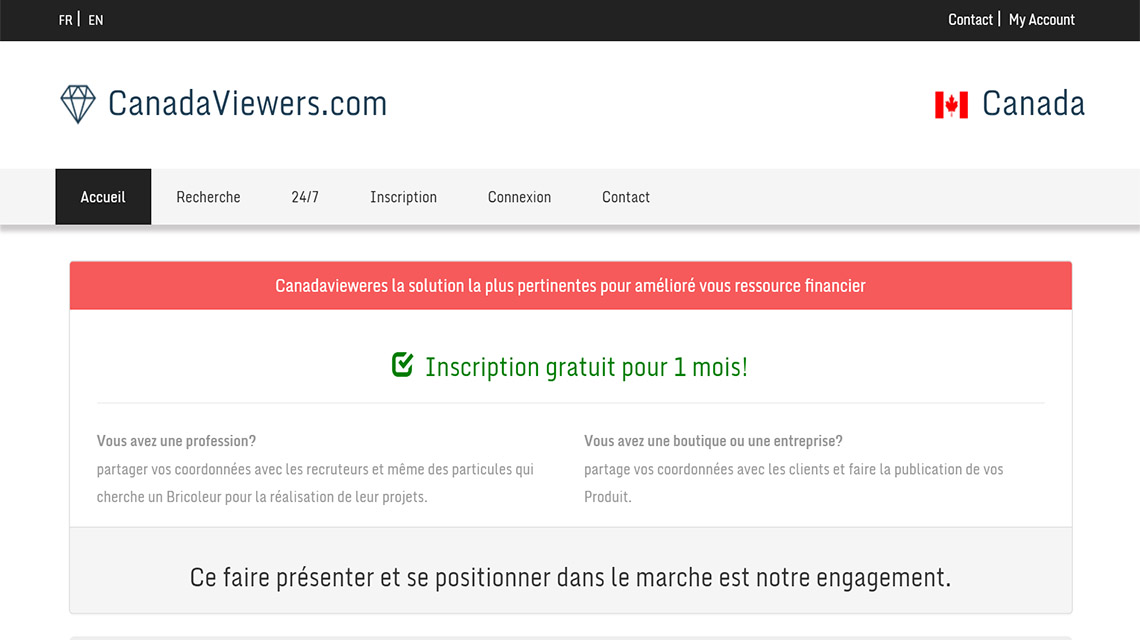 FR | EN
Contact | My Account
CanadaViewers.com
Canada
Accueil Recherche 24/7 Inscription Connexion Contact
Canadavieweres la solution la plus pertinentes pour amélioré vous ressource financier
Inscription gratuit pour 1 mois!
Vous avez une profession?
partager vos coordonnées avec les recruteurs et même des particules qui
cherche un Bricoleur pour la réalisation de leur projets.
Vous avez une boutique ou une entreprise?
partage vos coordonnées avec les clients et faire la publication de vos
Produit.
Ce faire présenter et se positionner dans le marche est notre engagement.